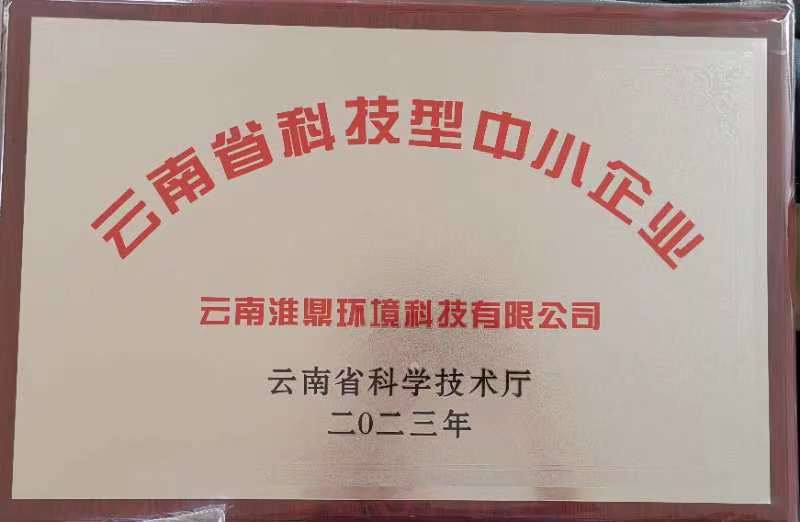 云南省科技型中小企业
云南淮鼎环境科技有限公司
云南省科学技术厅
二0二三年